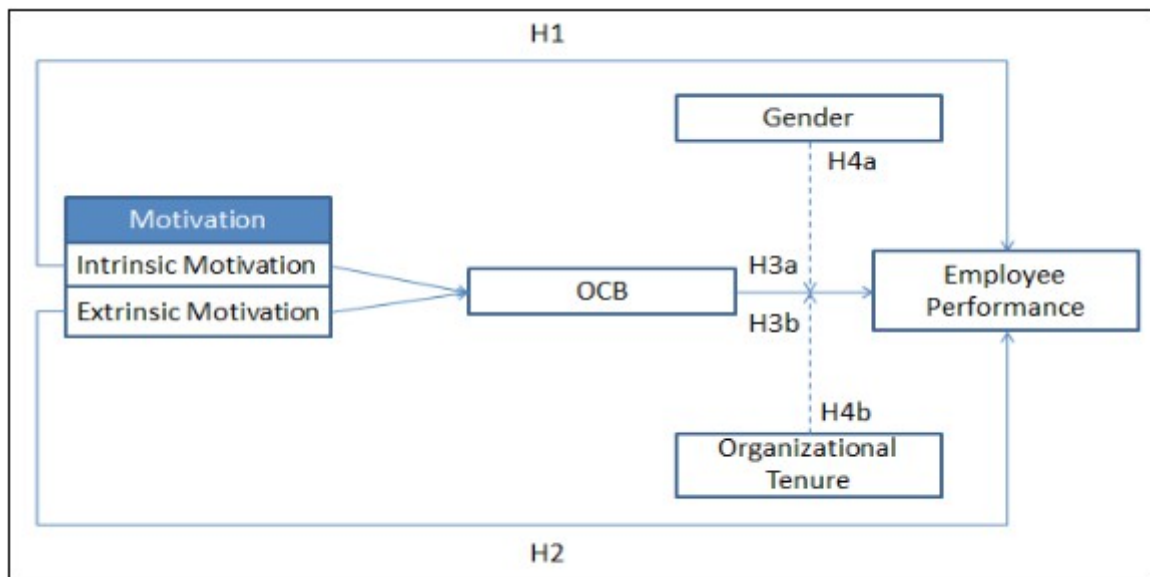 H1
Gender
H4a
Motivation
Intrinsic Motivation
Extrinsic Motivation
OCB
H3a
H3b
Employee
Performance
H4b
Organizational
Tenure
H2